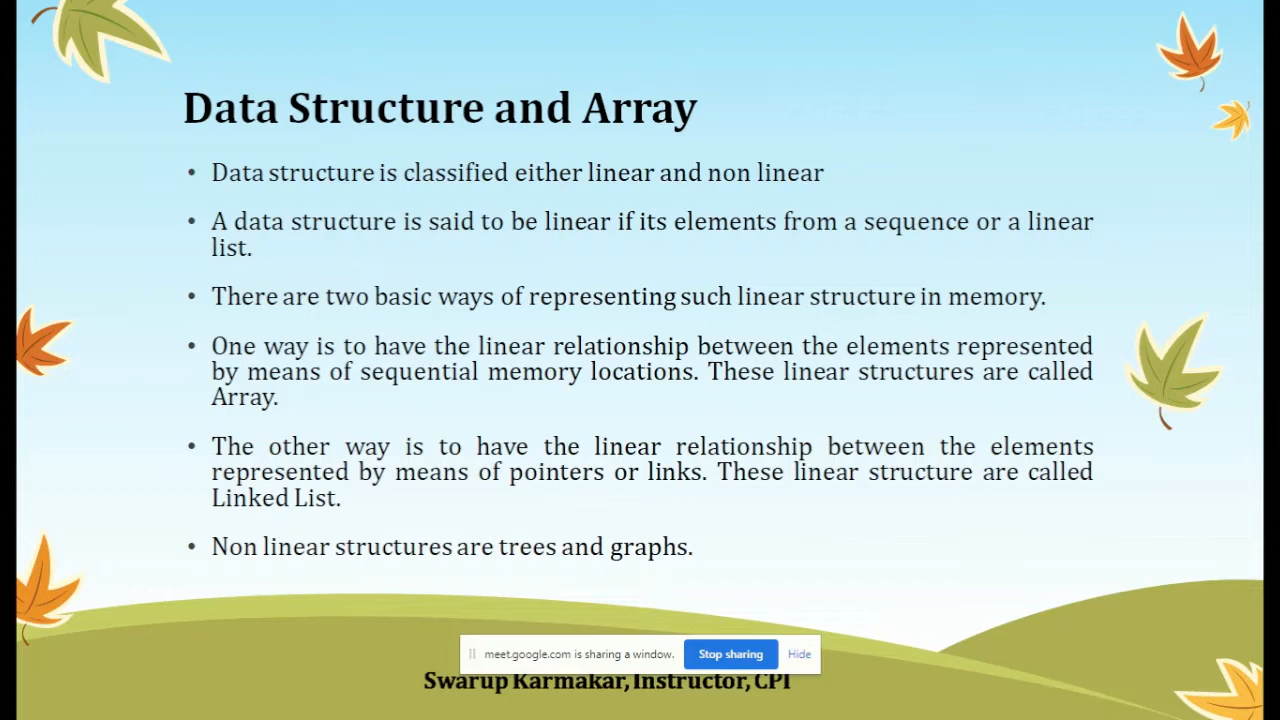 Data Structure and Array
• Data structure is classified either linear and non linear
• A data structure is said to be linear if its elements from a sequence or a linear
list.
• There are two basic ways of representing such linear structure in memory.
• One way is to have the linear relationship between the elements represented
by means of sequential memory locations. These linear structures are called
Array.
• The other way is to have the linear relationship between the elements
represented by means of pointers or links. These linear structure are called
Linked List.
• Non linear structures are trees and graphs.
meet.google.com is sharing a window. Stop sharing Hide
Swarup Karmakar, Instructor, CPI